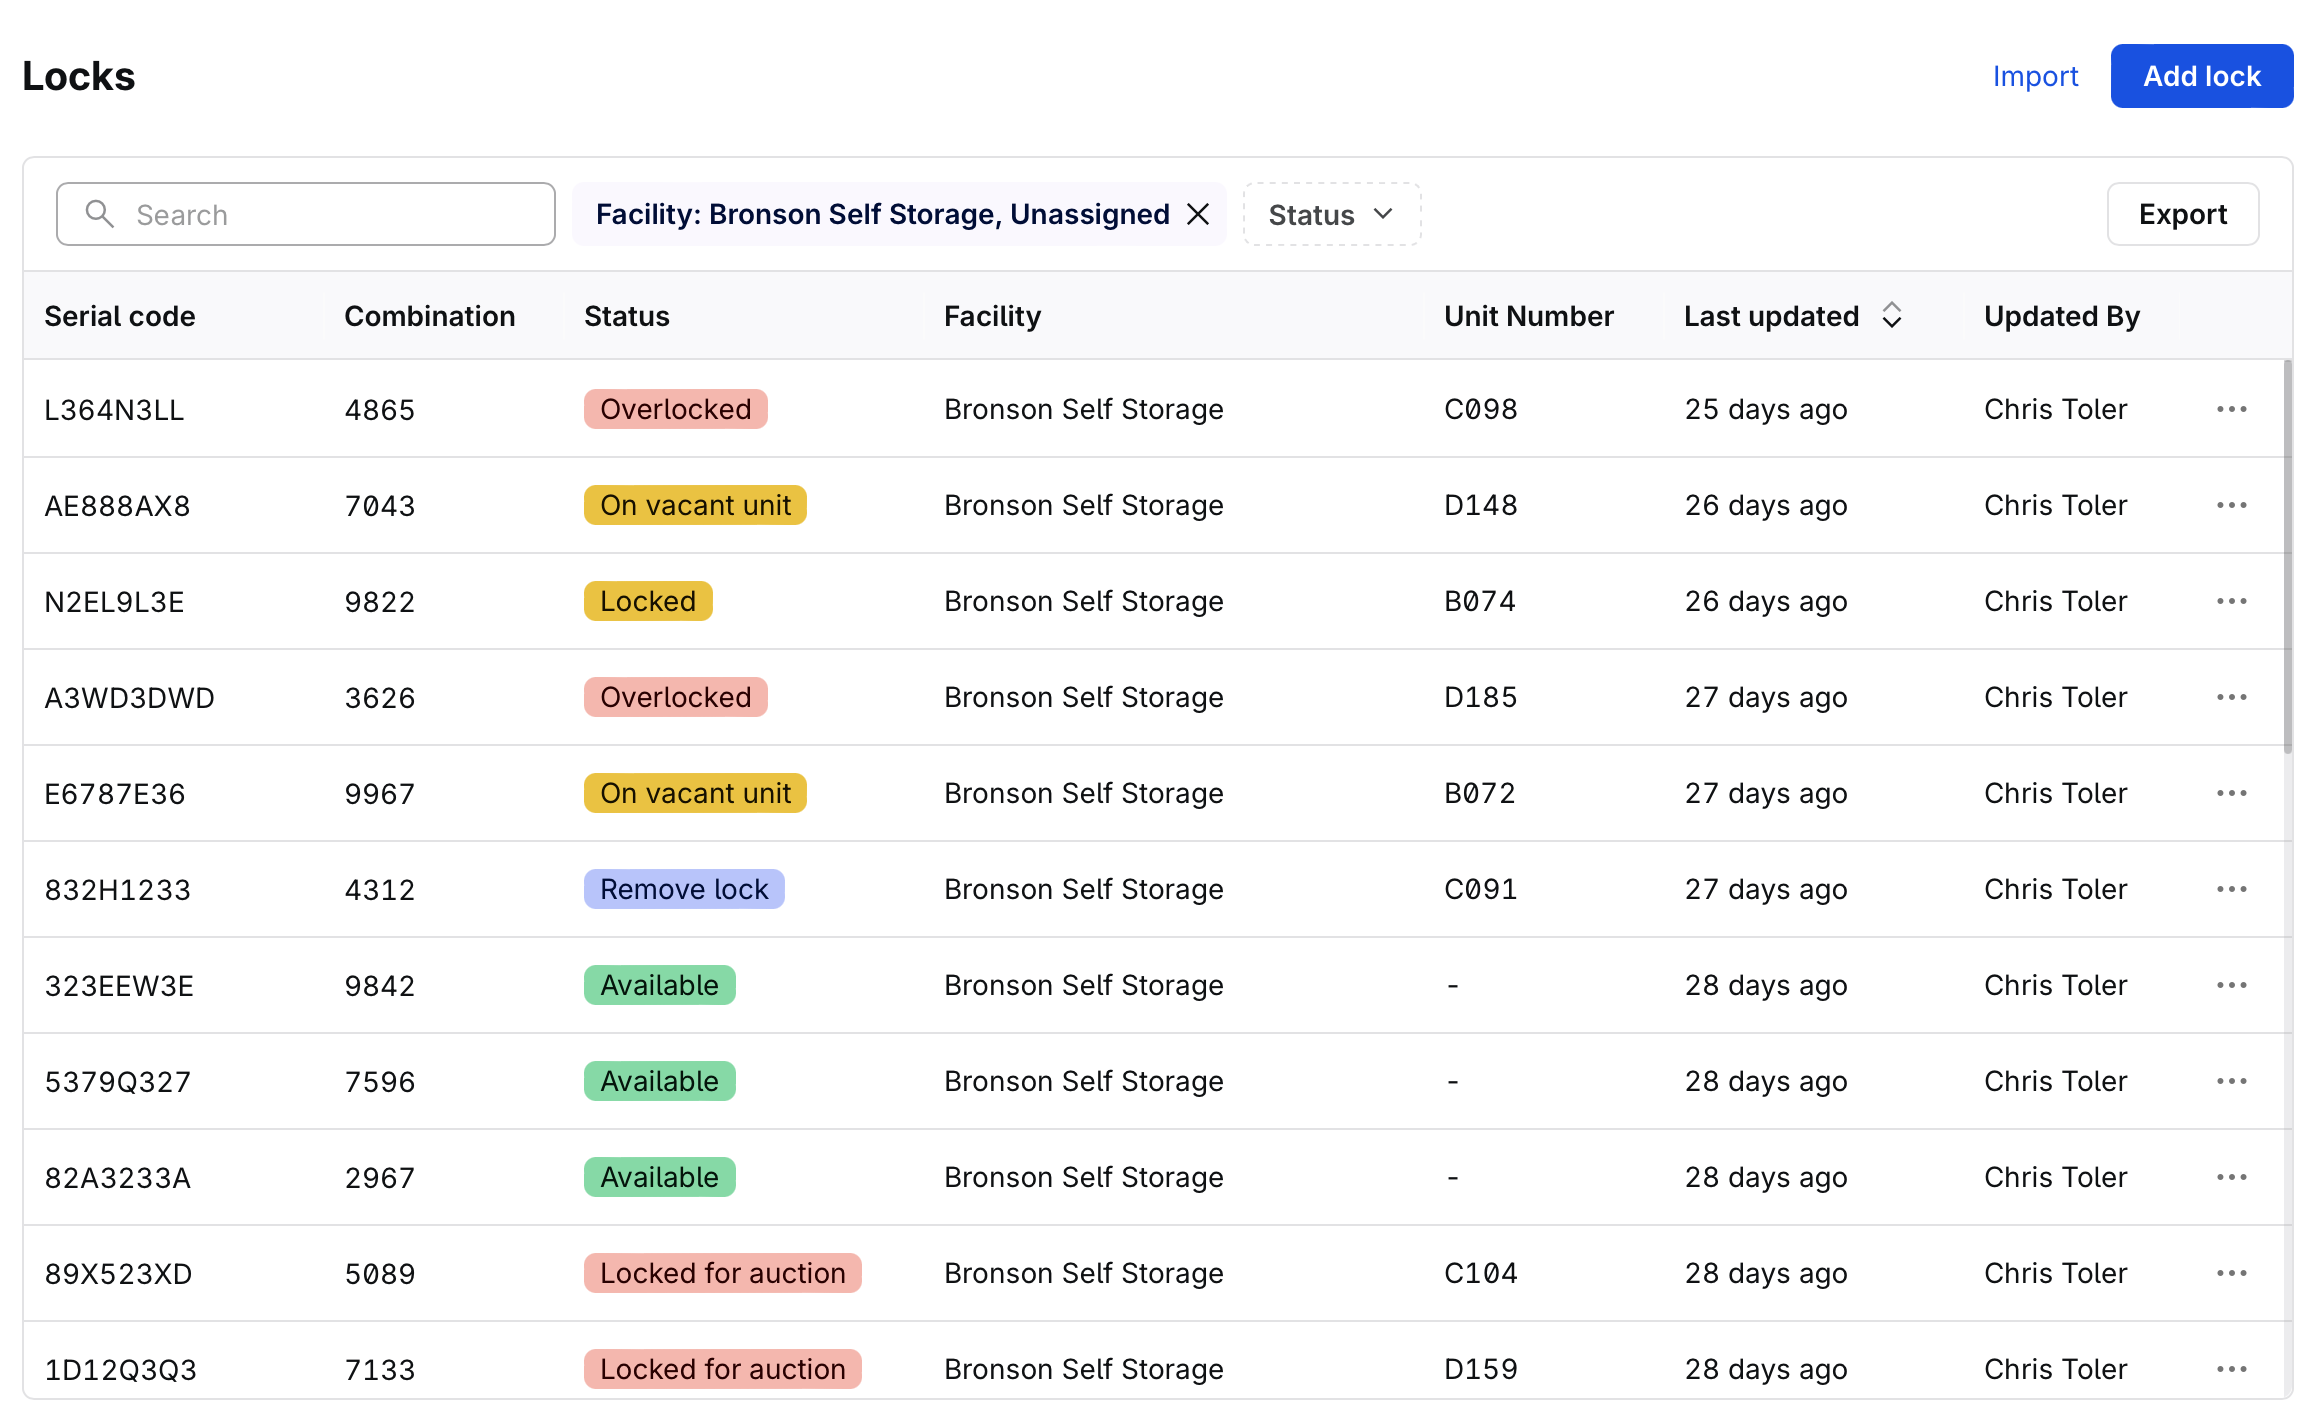 Locks
Import
Add lock
Search
Facility: Bronson Self Storage, Unassigned
Status
Export
Serial code Combination Status Facility Unit Number Last updated Updated By
L364N3LL 4865 Overlocked Bronson Self Storage C098 25 days ago Chris Toler
AE888AX8 7043 On vacant unit Bronson Self Storage D148 26 days ago Chris Toler
N2EL9L3E 9822 Locked Bronson Self Storage B074 26 days ago Chris Toler
A3WD3DWD 3626 Overlocked Bronson Self Storage D185 27 days ago Chris Toler
E6787E36 9967 On vacant unit Bronson Self Storage B072 27 days ago Chris Toler
832H1233 4312 Remove lock Bronson Self Storage C091 27 days ago Chris Toler
323EEW3E 9842 Available Bronson Self Storage - 28 days ago Chris Toler
5379Q327 7596 Available Bronson Self Storage - 28 days ago Chris Toler
82A3233A 2967 Available Bronson Self Storage - 28 days ago Chris Toler
89X523XD 5089 Locked for auction Bronson Self Storage C104 28 days ago Chris Toler
1D12Q3Q3 7133 Locked for auction Bronson Self Storage D159 28 days ago Chris Toler